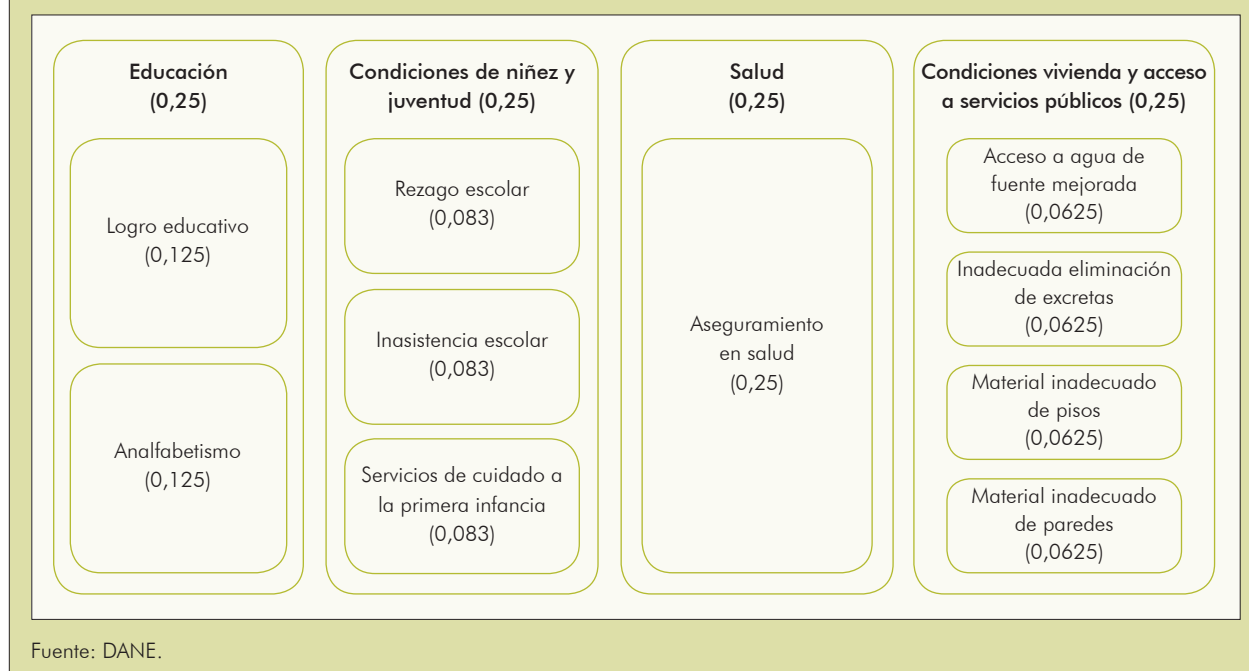 Educación
(0,25)
Logro educativo
(0,125)
Analfabetismo
(0,125)
Condiciones de niñez y
juventud (0,25)
Rezago escolar
(0,083)
Inasistencia escolar
(0,083)
Servicios de cuidado a
la primera infancia
(0,083)
Salud
(0,25)
Aseguramiento
en salud
(0,25)
Condiciones vivienda y acceso
a servicios públicos (0,25)
Acceso a agua de
fuente mejorada
(0,0625)
Inadecuada eliminación
de excretas
(0,0625)
Material inadecuado
de pisos
(0,0625)
Material inadecuado
de paredes
(0,0625)
Fuente: DANE.